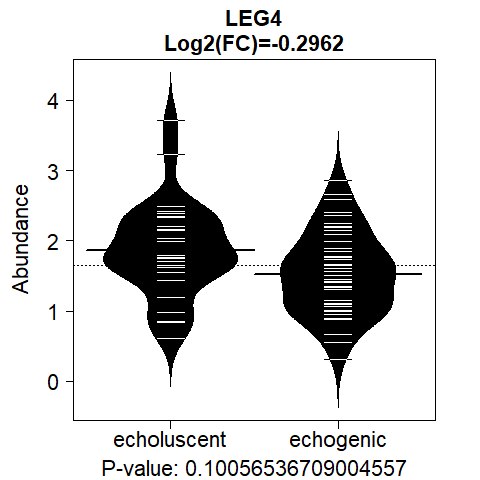 LEG4
Log2(FC)=-0.2962
Abundance
4
3
2
1
0
echoluscent echogenic
P-value: 0.10056536709004557